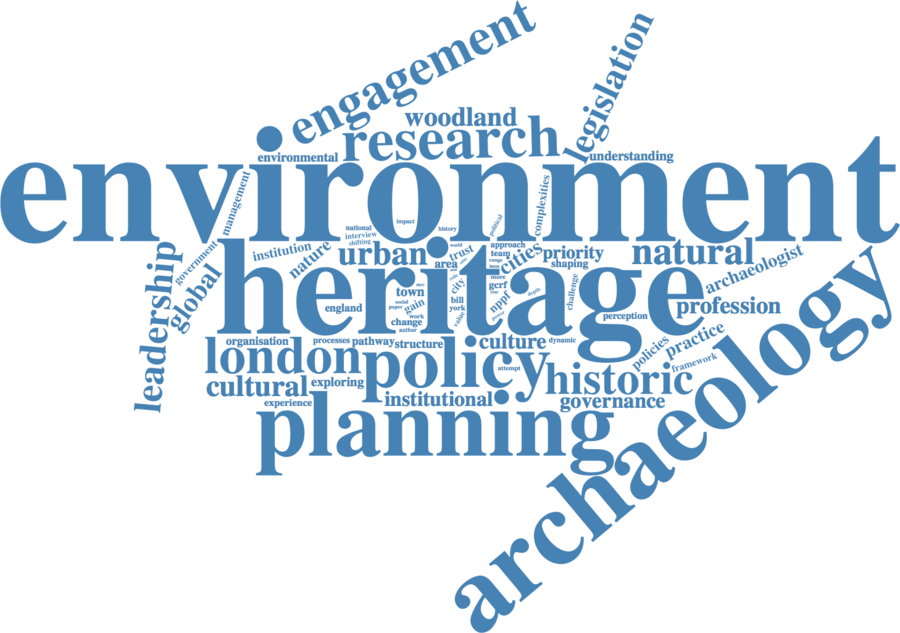 engagement
legislation
woodland
research
environmental
understanding
environment
management
complexities
impact
history
political
national
interview
shifting
government
institution
nature
urban
world
trust
area
approach
team
range
cities
priority
shaping
natural
archaeologist
leadership
global
heritage
more
gcrf
city
town
social
paper
gain
bill
york
nppf
depth
challenge
england
work
change
author
value
perception
profession
archaeology
organisation
processes
pathway
structure
culture
dynamic
policies
practice
framework
london
policy
attempt
historic
cultural
exploring
institutional
governance
experience
planning